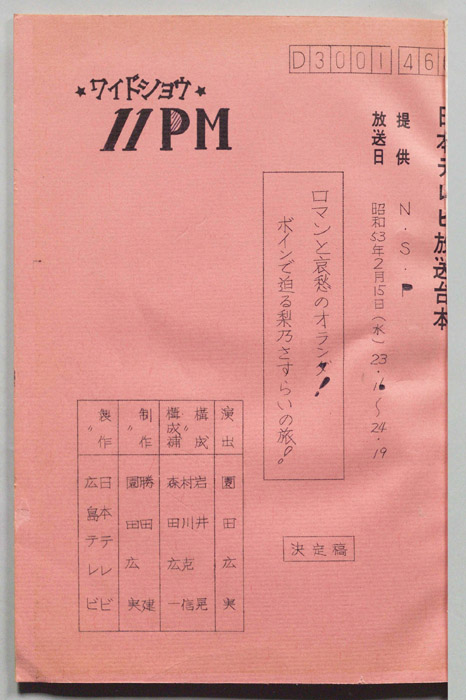 D3001 46
日本テレビ放送台本
提供 N・S・P
放送日 昭和53年2月15日(水) 23・16〜24・19
★ワイドショウ★
11PM
ロマンと哀愁のオランダ!
ボインで迫る梨乃さすらいの旅!!
決定稿
演出 園田広実
構成 岩井晃
〃 村川克信
構成補 森田広一
制作 勝田建
〃 園田広実
製作 日本テレビ
〃 広島テレビ